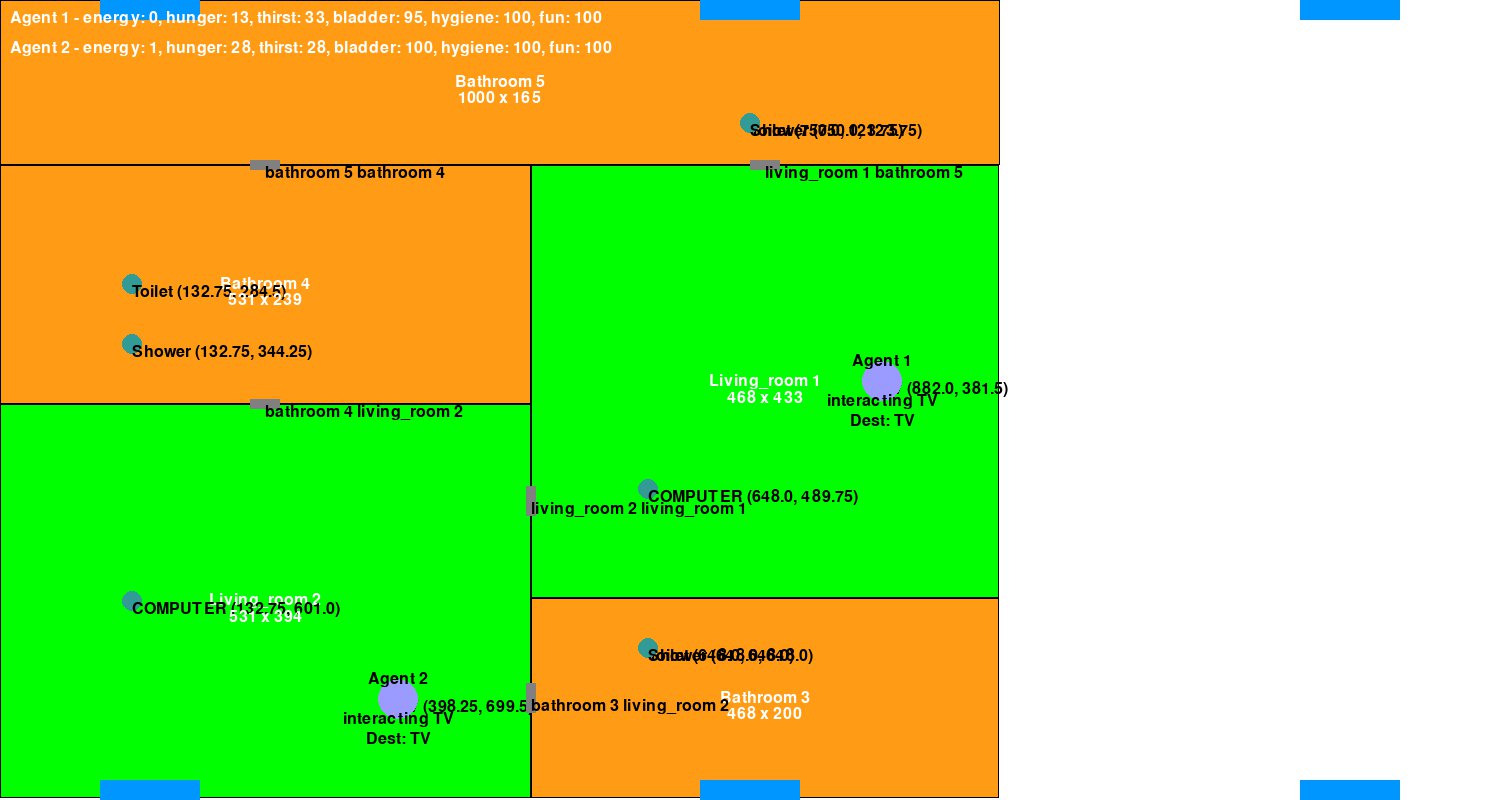 Agent 1 - energy: 0, hunger: 13, thirst: 33, bladder: 95, hygiene: 100, fun: 100
Agent 2 - energy: 1, hunger: 28, thirst: 28, bladder: 100, hygiene: 100, fun: 100
Bathroom 5
1000 x 165
bathroom 5 bathroom 4
living_room 1 bathroom 5
Bathroom 4
Toilet (132.75, 284.5)
531 x 239
Shower (132.75, 344.25)
Agent 1
Living_room 1
(882.0, 381.5)
468 x 433
interacting TV
Dest: TV
bathroom 4 living_room 2
COMPUTER (648.0, 489.75)
living_room 2 living_room 1
Living_room 2
COMPUTER (132.75, 601.0)
531 x 394
Agent 2
Bathroom 3
(398.25, 699.5
bathroom 3 living_room 2
468 x 200
interacting TV
Dest: TV